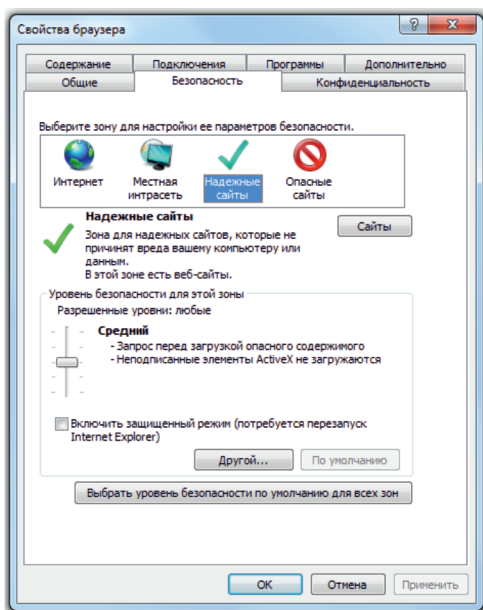 Свойства браузера
Содержание Подключения Программы Дополнительно
Общие Безопасность Конфиденциальность
Выберите зону для настройки ее параметров безопасности.
Интернет Местная Надежные Опасные
интрасеть сайты сайты
Надежные сайты
Сайты
Зона для надежных сайтов, которые не
причинят вреда вашему компьютеру или
данным.
В этой зоне есть веб-сайты.
Уровень безопасности для этой зоны
Разрешенные уровни: любые
Средний
- Запрос перед загрузкой опасного содержимого
- Неподписанные элементы ActiveX не загружаются
Включить защищенный режим (потребуется перезапуск
Internet Explorer)
Другой... По умолчанию
Выбрать уровень безопасности по умолчанию для всех зон
ОК Отмена Применить